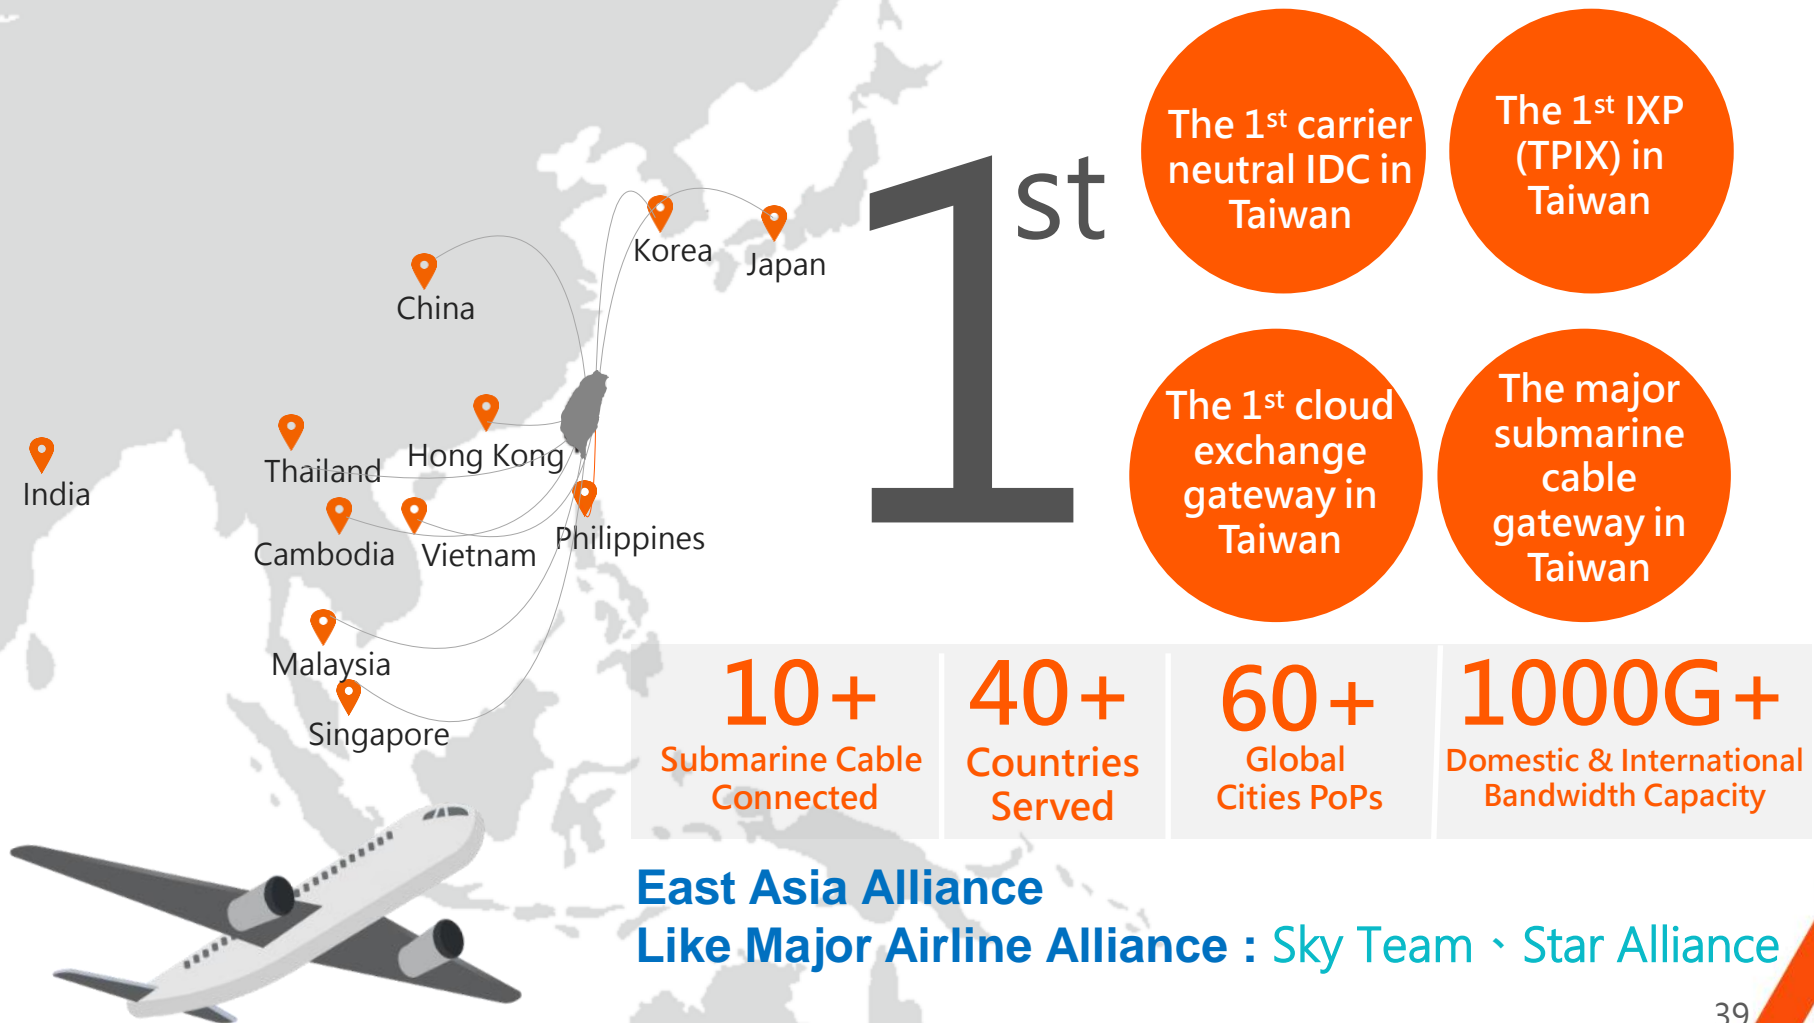 Korea
Japan
China
Hong Kong
Thailand
India
Cambodia
Vietnam
Philippines
Malaysia
Singapore
1st
The 1st carrier
neutral IDC in
Taiwan
The 1st IXP
(TPIX) in
Taiwan
The 1st cloud
exchange
gateway in
Taiwan
The major
submarine
cable
gateway in
Taiwan
10+
Submarine Cable
Connected
40+
Countries
Served
60+
Global
Cities PoPs
1000G+
Domestic & International
Bandwidth Capacity
East Asia Alliance
Like Major Airline Alliance : Sky Team、Star Alliance
39